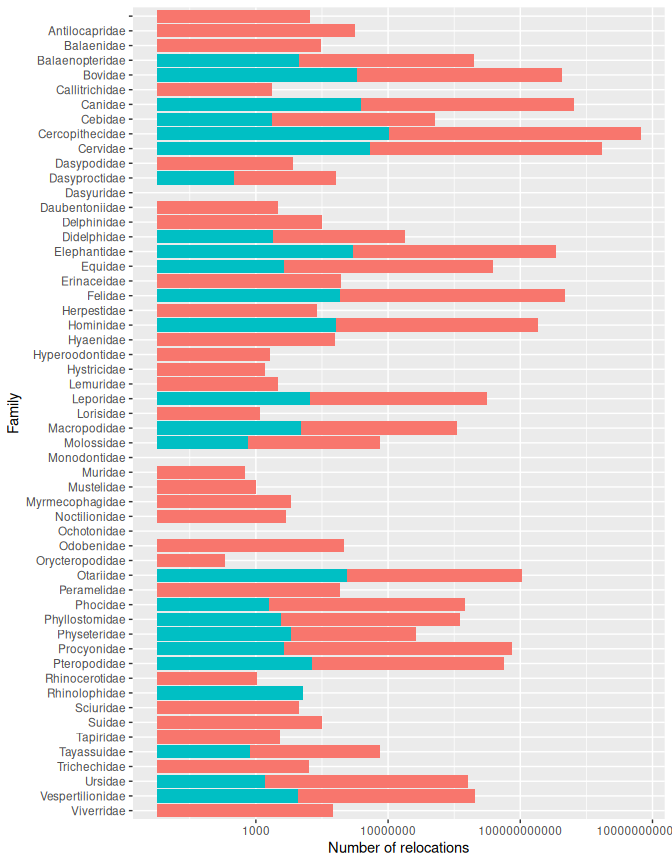 Antilocapridae
Balaenidae
Balaenopteridae
Bovidae
Callitrichidae
Canidae
Cebidae
Cercopithecidae
Cervidae
Dasypodidae
Dasyproctidae
Dasyuridae
Daubentoniidae
Delphinidae
Didelphidae
Elephantidae
Equidae
Erinaceidae
Felidae
Herpestidae
Hominidae
Hyaenidae
Hyperoodontidae
Hystricidae
Lemuridae
Leporidae
Lorisidae
Macropodidae
Molossidae
Monodontidae
Muridae
Mustelidae
Myrmecophagidae
Noctilionidae
Ochotonidae
Odobenidae
Orycteropodidae
Otariidae
Peramelidae
Phocidae
Phyllostomidae
Physeteridae
Procyonidae
Pteropodidae
Rhinocerotidae
Rhinolophidae
Sciuridae
Suidae
Tapiridae
Tayassuidae
Trichechidae
Ursidae
Vespertilionidae
Viverridae
Family
1000 10000000 100000000000 10000000000
Number of relocations